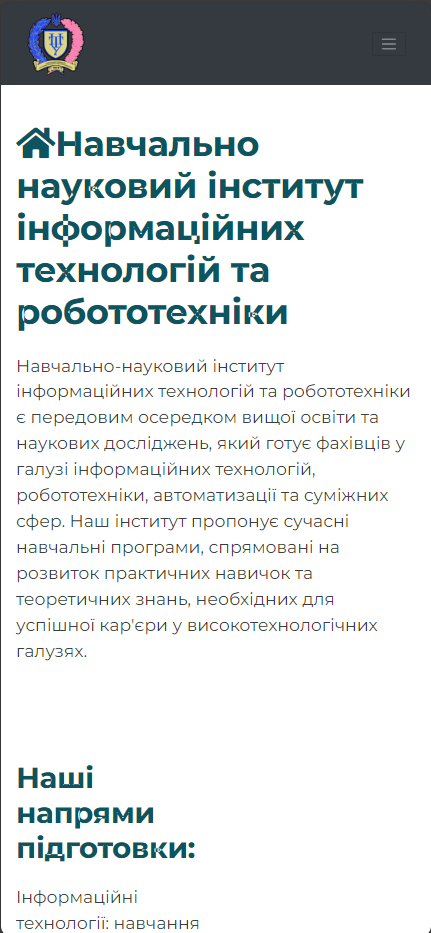 Навчально
науковий інститут
інформаційних
технологій та
робототехніки
Навчально-науковий інститут
інформаційних технологій та робототехніки
є передовим осередком вищої освіти та
наукових досліджень, який готує фахівців у
галузі інформаційних технологій,
робототехніки, автоматизації та суміжних
сфер. Наш інститут пропонує сучасні
навчальні програми, спрямовані на
розвиток практичних навичок та
теоретичних знань, необхідних для
успішної кар'єри у високотехнологічних
галузях.
Наші
напрями
підготовки:
Інформаційні
технології: навчання